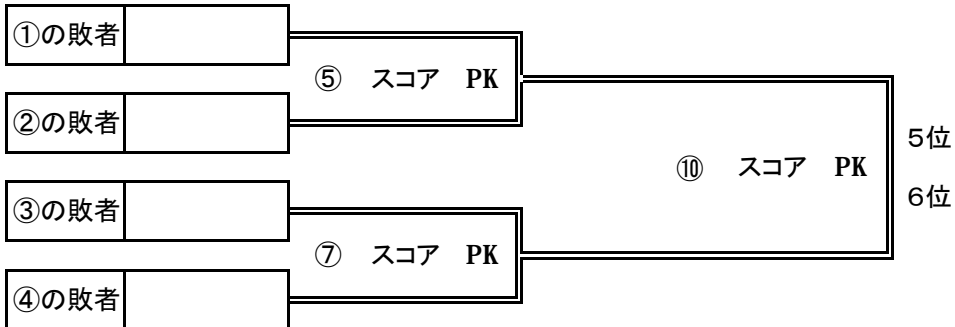 ①の敗者
⑤ スコア PK
②の敗者
5位
⑩ スコア PK
6位
③の敗者
⑦ スコア PK
④の敗者